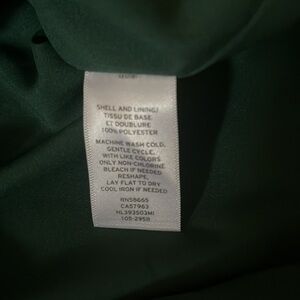 SHELL AND LINING/
TISSU DE BASE
ET DOUBLURE
100% POLYESTER
MACHINE WASH COLD,
GENTLE CYCLE,
WITH LIKE COLORS
ONLY NON-CHLORINE
BLEACH IF NEEDED
RESHAPE,
LAY FLAT TO DRY
COOL IRON IF NEEDED
RN58665
CA57963
HL393503MI
105-2958